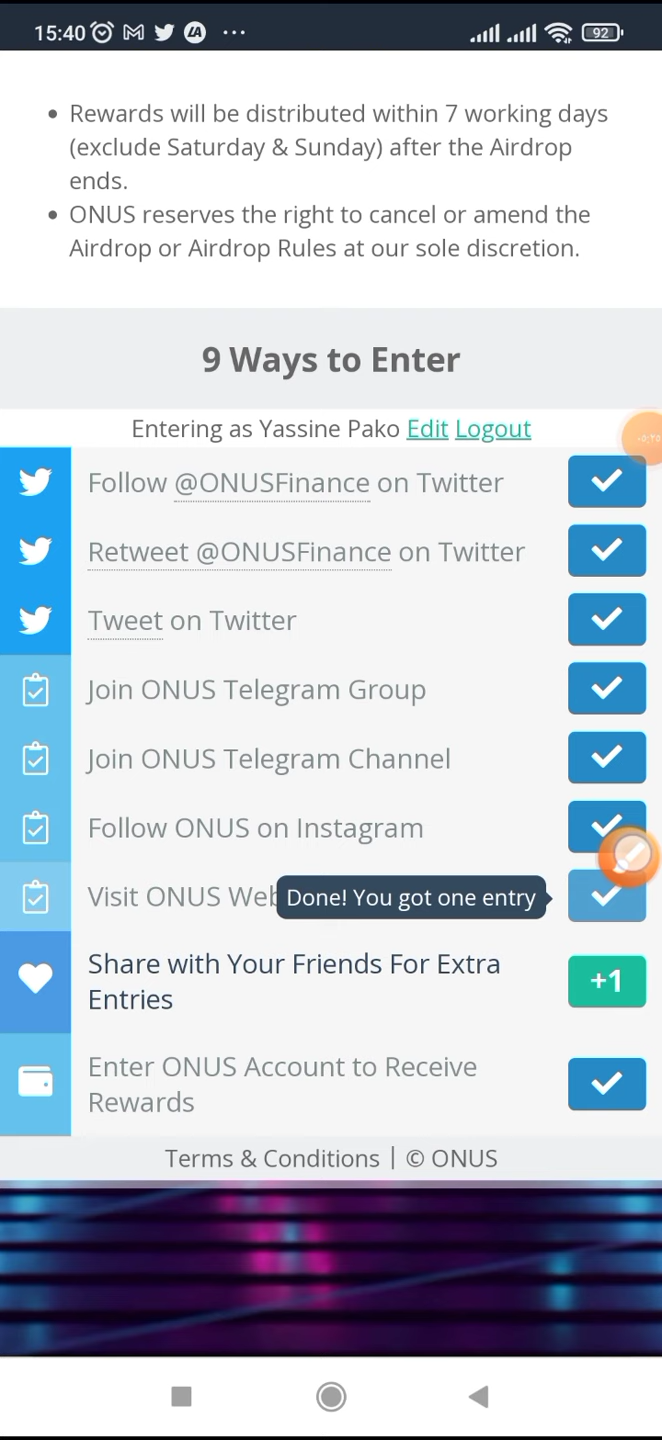 15:40
92
Rewards will be distributed within 7 working days
(exclude Saturday & Sunday) after the Airdrop
ends.
ONUS reserves the right to cancel or amend the
Airdrop or Airdrop Rules at our sole discretion.
9 Ways to Enter
Entering as Yassine Pako Edit Logout
Follow @ONUSFinance on Twitter
Retweet @ONUSFinance on Twitter
Tweet on Twitter
Join ONUS Telegram Group
Join ONUS Telegram Channel
Follow ONUS on Instagram
Visit ONUS Done! You got one entry
Share with Your Friends For Extra
Entries
+1
Enter ONUS Account to Receive
Rewards
Terms & Conditions | © ONUS